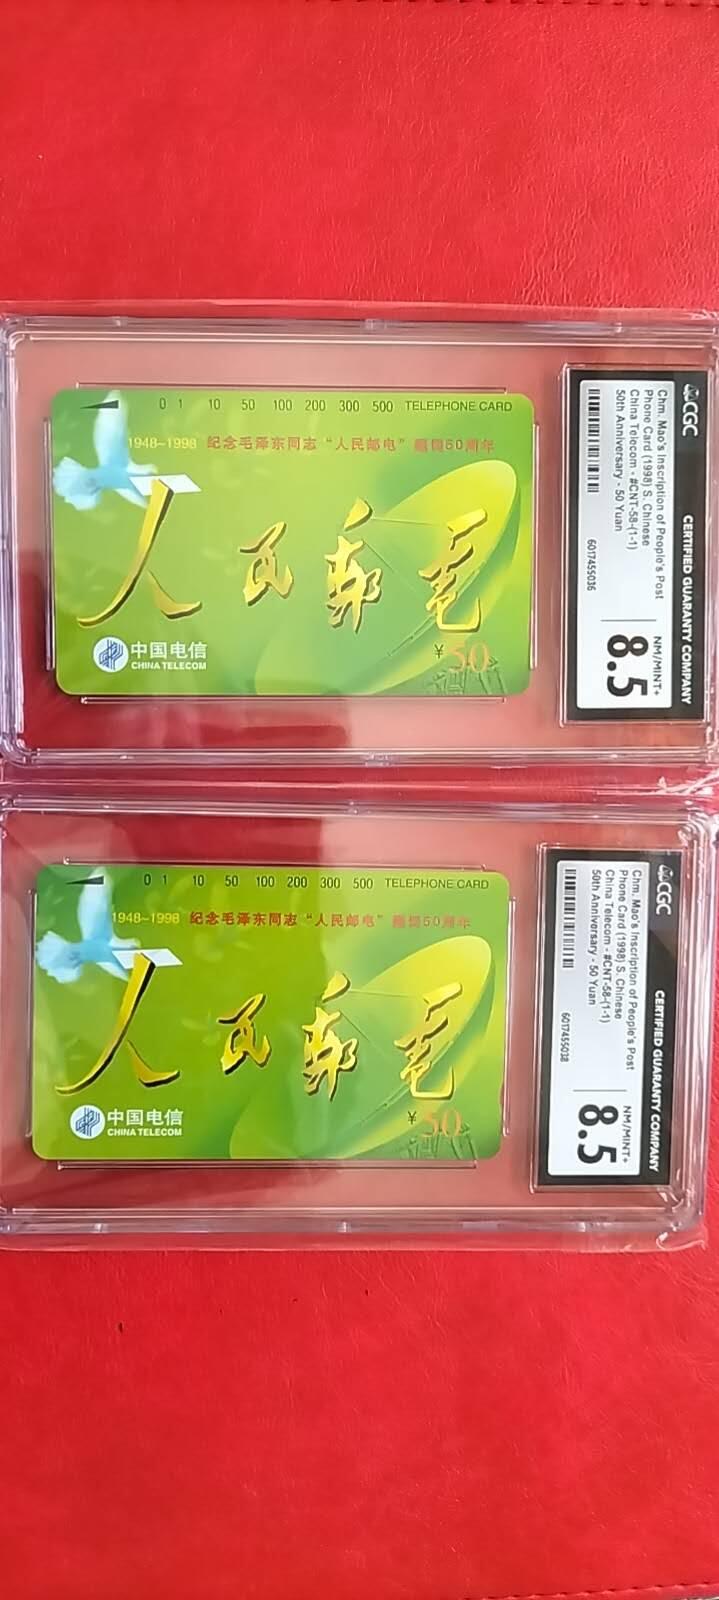 0 1 10 50 100 200 300 500 TELEPHONE CARD
1948~1998 纪念毛泽东同志“人民邮电”题词50周年
人民邮电
中国电信
CHINA TELECOM
¥50
CGC
CERTIFIED GUARANTY COMPANY
Chm. Mao's Inscription of People's Post
Phone Card (1998) S. Chinese
China Telecom - #CNT-58-(1-1)
50th Anniversary - 50 Yuan
6017455036
NM/MINT+
8.5
0 1 10 50 100 200 300 500 TELEPHONE CARD
1948~1998 纪念毛泽东同志“人民邮电”题词50周年
人民邮电
中国电信
CHINA TELECOM
¥50
CGC
CERTIFIED GUARANTY COMPANY
Chm. Mao's Inscription of People's Post
Phone Card (1998) S. Chinese
China Telecom - #CNT-58-(1-1)
50th Anniversary - 50 Yuan
6017455038
NM/MINT+
8.5